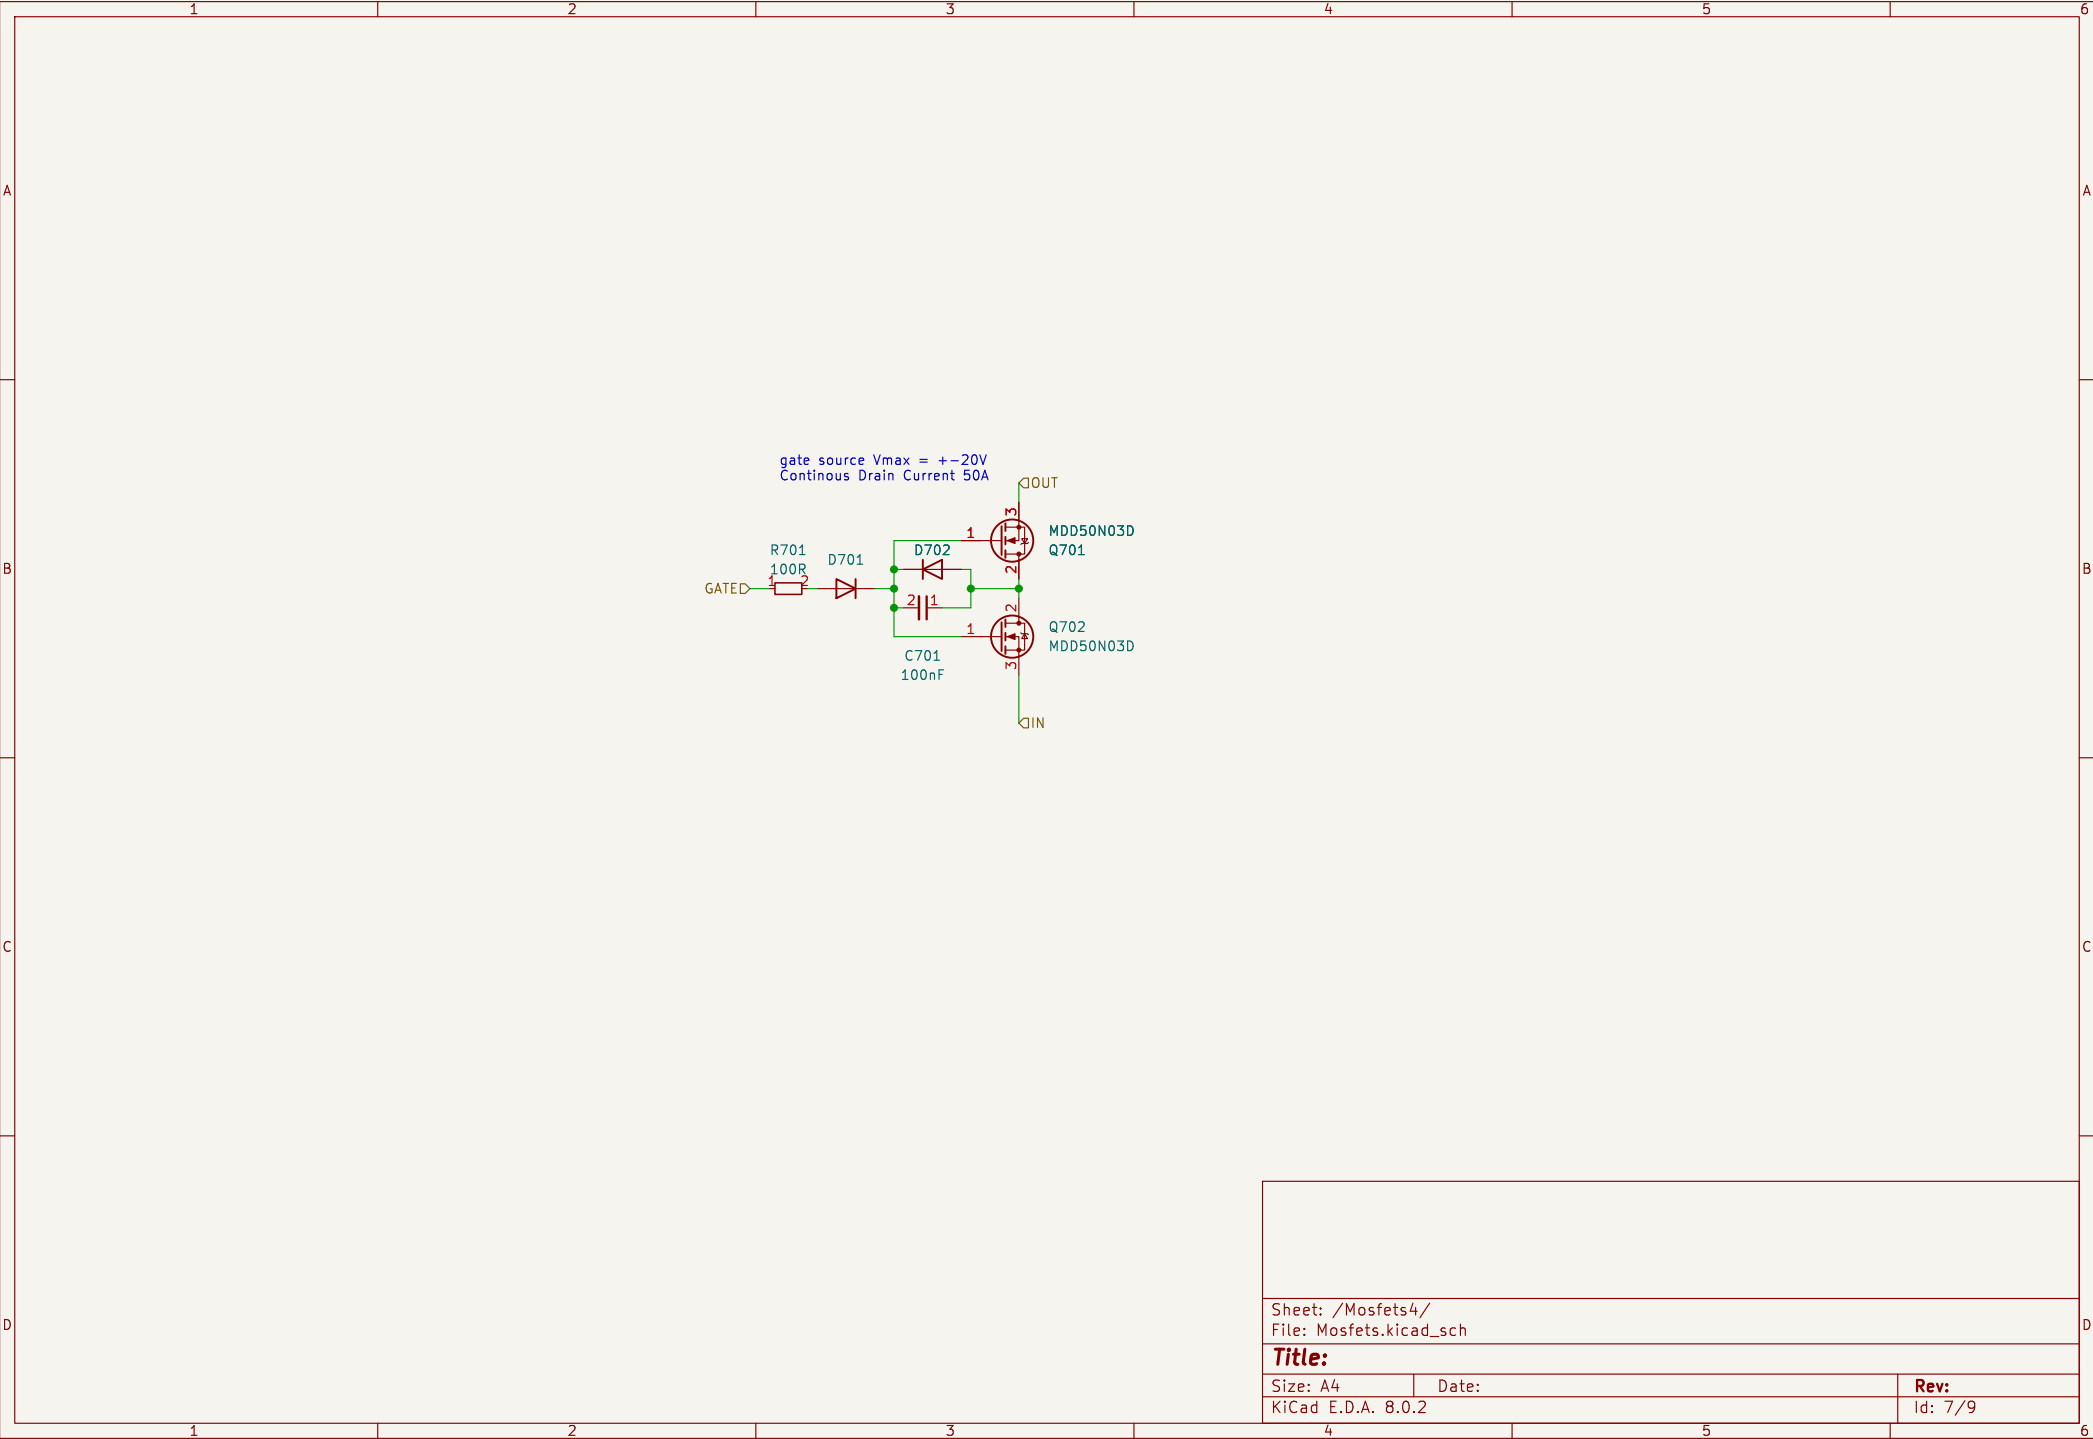 1 2 3 4 5 6
A A
gate source Vmax = +-20V
Continous Drain Current 50A
OUT
3
MDD50N03D
Q701
1
D702
R701
100R
D701
B B
2
1 2
GATE
2 1
2
Q702
MDD50N03D
1
3
C701
100nF
IN
C C
Sheet: /Mosfets4/
File: Mosfets.kicad_sch
D D
Title:
Size: A4 Date: Rev:
KiCad E.D.A. 8.0.2 Id: 7/9
1 2 3 4 5 6